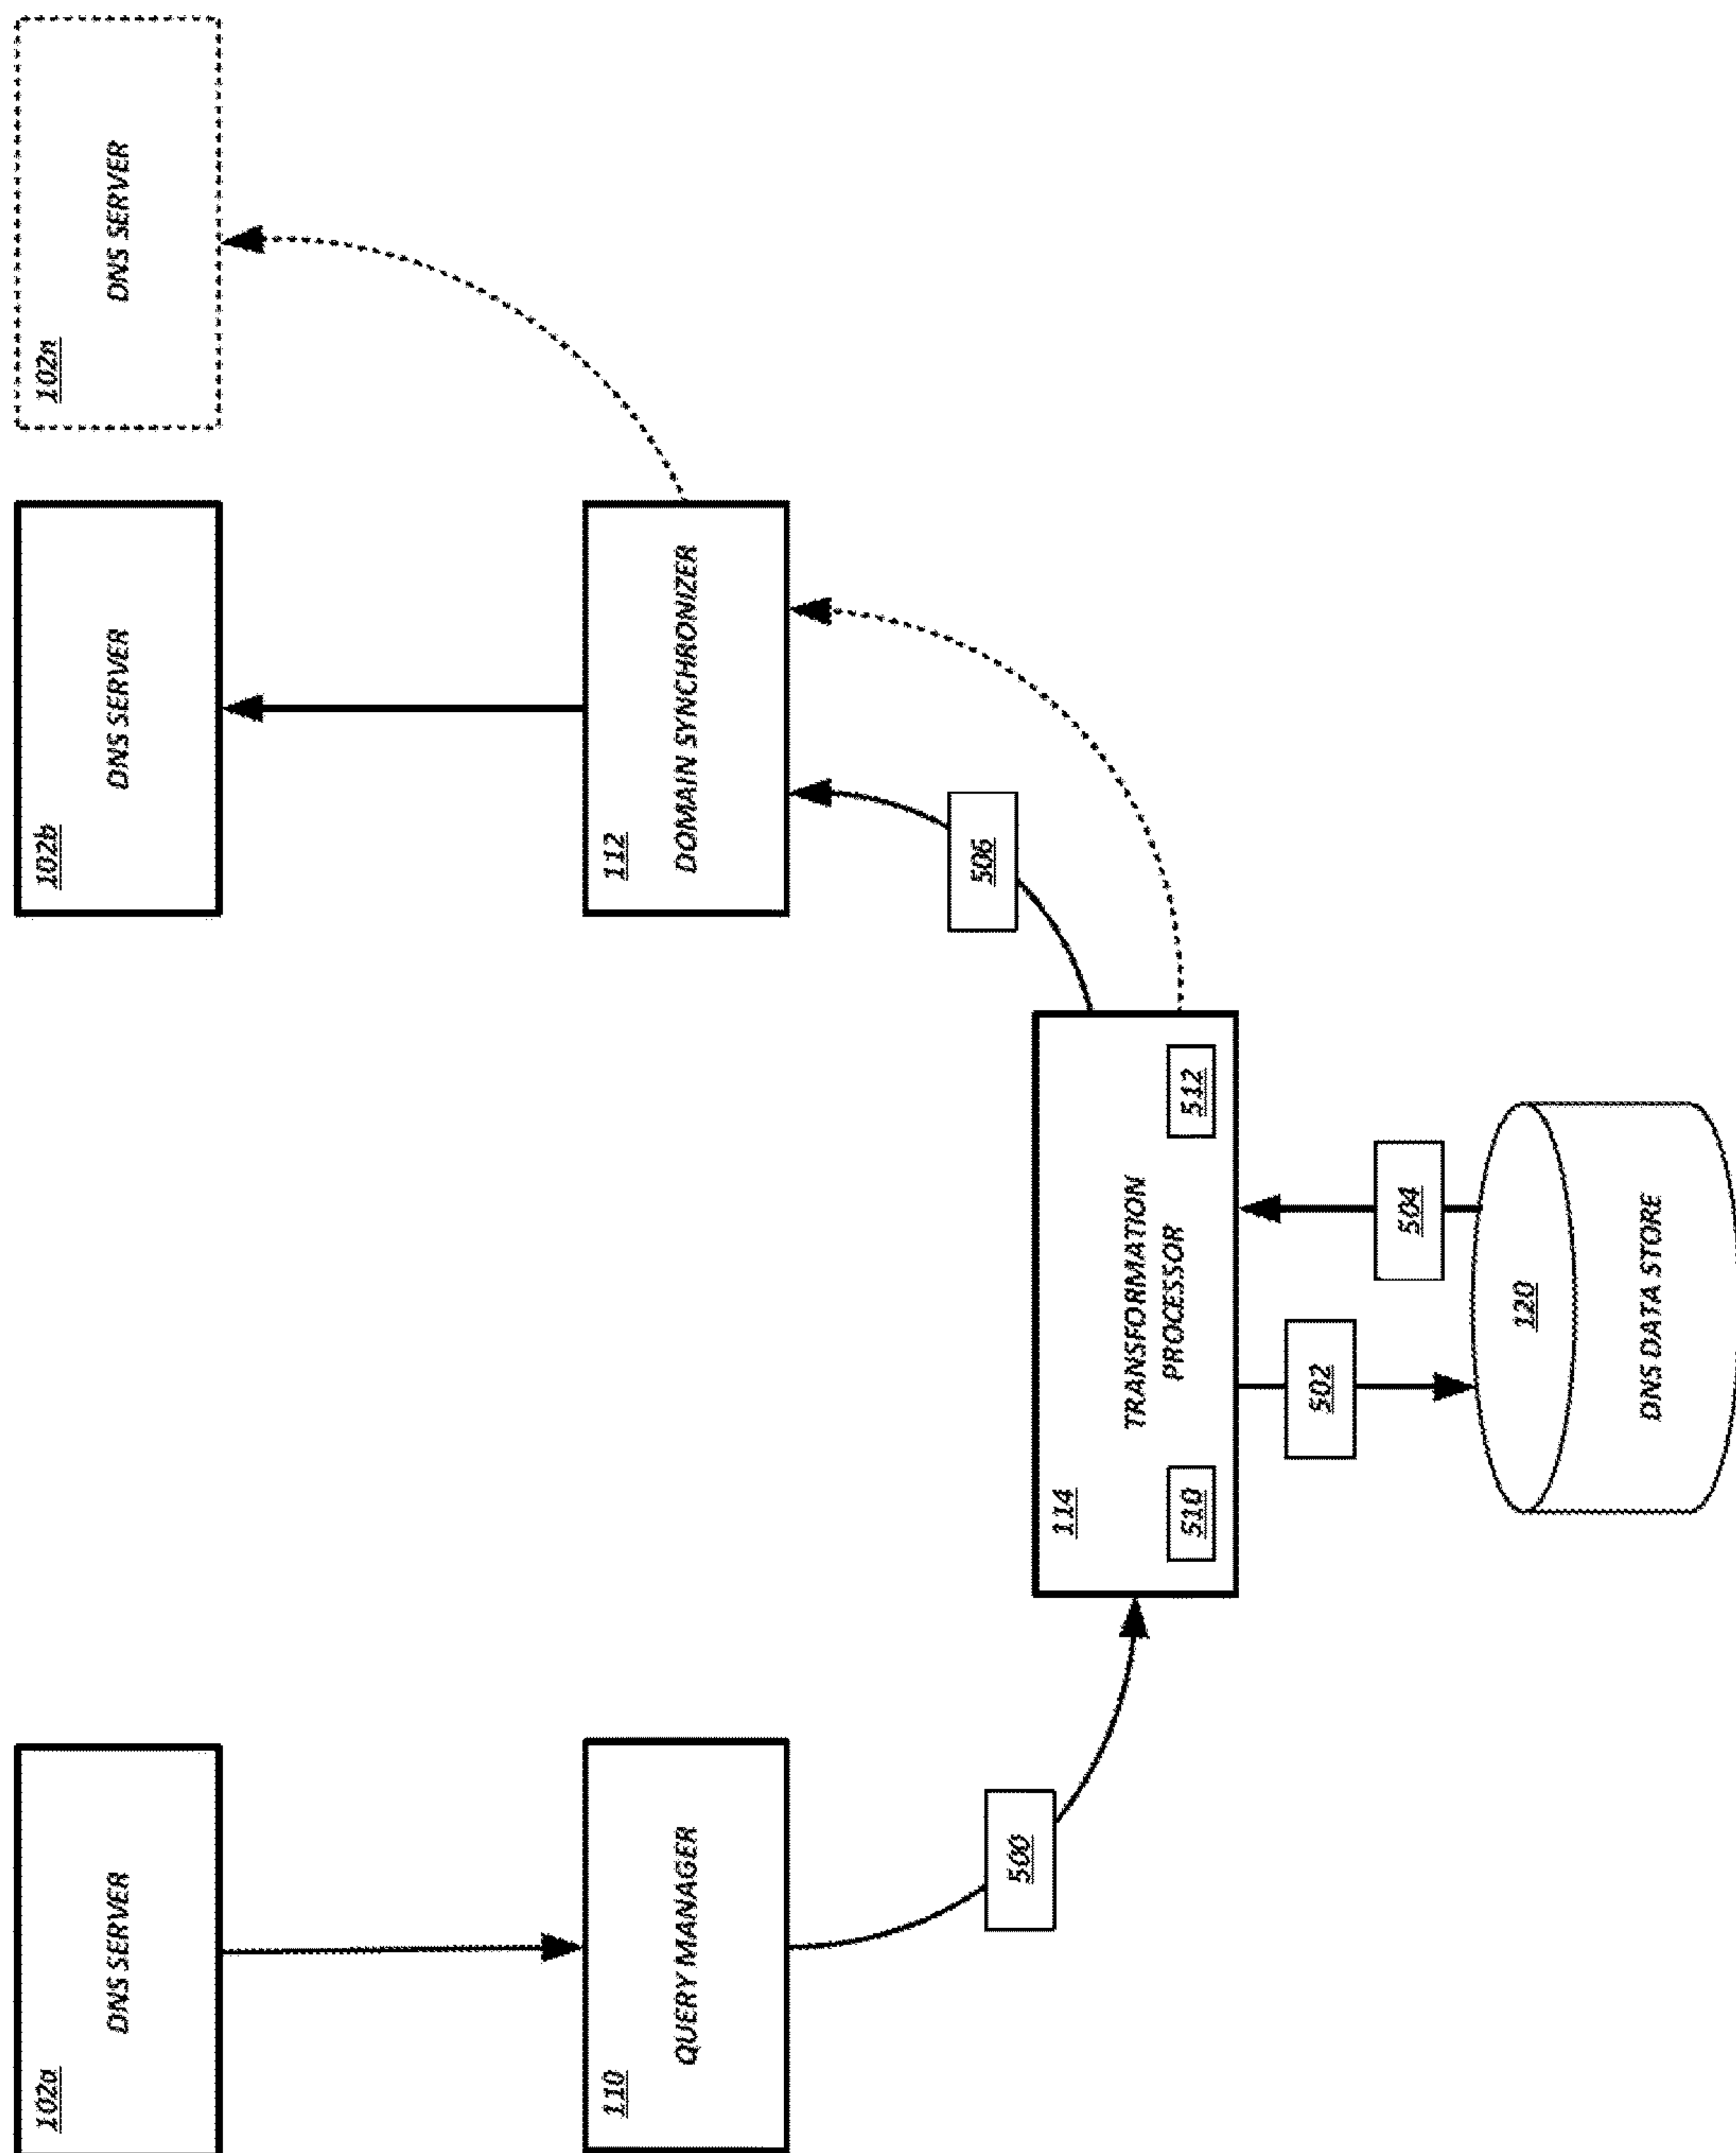 102a
DNS SERVER
102b
DNS SERVER
102n
DNS SERVER
110
QUERY MANAGER
112
DOMAIN SYNCHRONIZER
500
506
114
TRANSFORMATION
PROCESSOR
510
512
502
504
120
DNS DATA STORE